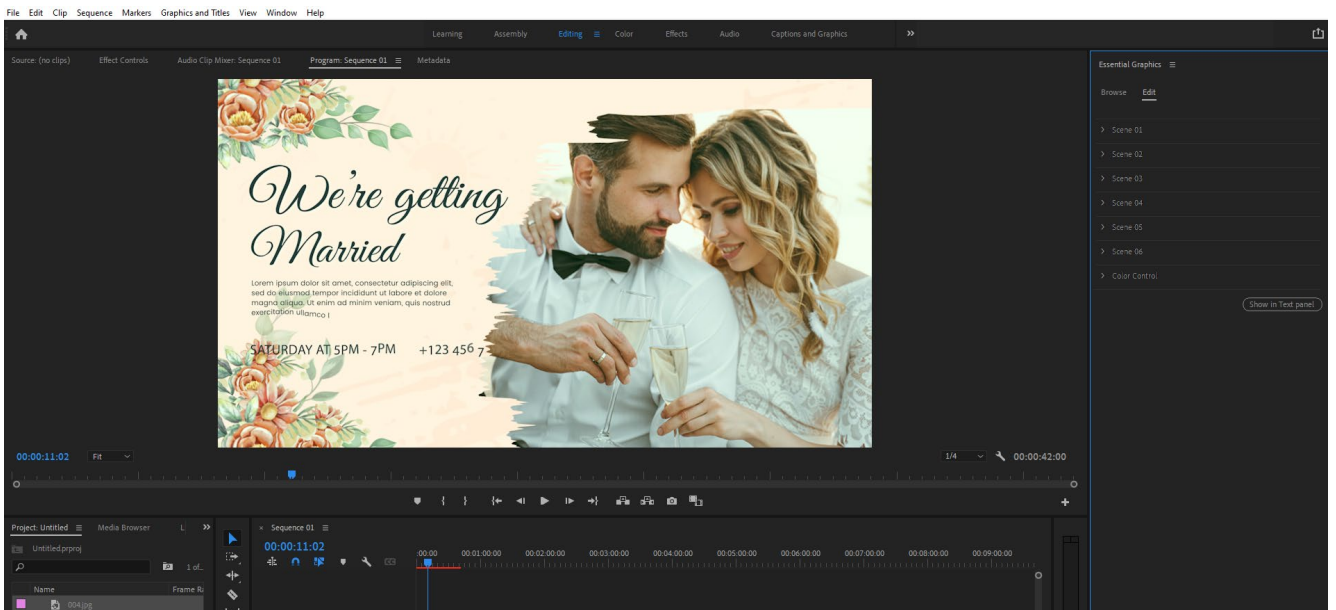 File Edit Clip Sequence Markers Graphics and Titles View Window Help
Learning Assembly Editing Color Effects Audio Captions and Graphics
Source: (no clips) Effect Controls Audio Clip Mixer: Sequence 01 Program: Sequence 01 Metadata
Essential Graphics
Browse Edit
Scene 01
Scene 02
Scene 03
Scene 04
Scene 05
Scene 06
Color Control
Show in Text panel
We're getting
Married
Lorem ipsum dolor sit amet, consectetur adipiscing elit,
sed do eiusmod tempor incididunt ut labore et dolore
magna aliqua. Ut enim ad minim veniam, quis nostrud
exercitation ullamco l
SATURDAY AT 5PM - 7PM +123 456 7
00:00:11:02 Fit 1/4 00:00:42:00
Project: Untitled Media Browser L
Untitled.prproj
1 of...
Name Frame Ra
004.jpg
Sequence 01
00:00:11:02
:00:00 00:01:00:00 00:02:00:00 00:03:00:00 00:04:00:00 00:05:00:00 00:06:00:00 00:07:00:00 00:08:00:00 00:09:00:00